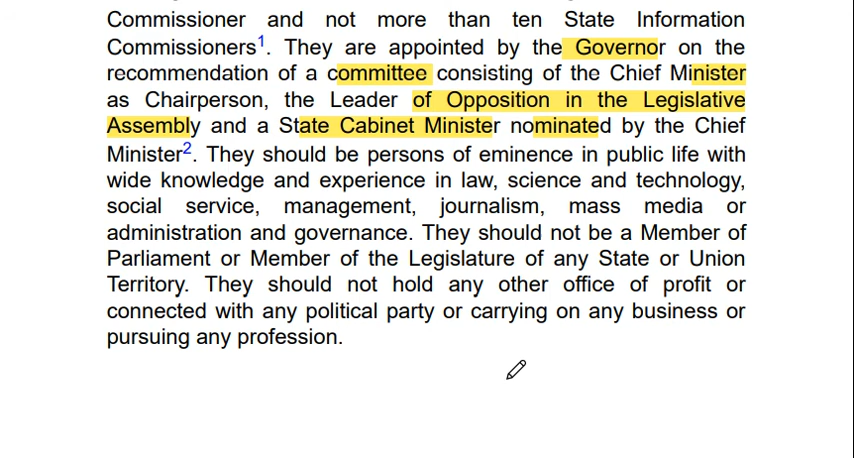 Commissioner and not more than ten State Information
Commissioners1. They are appointed by the Governor on the
recommendation of a committee consisting of the Chief Minister
as Chairperson, the Leader of Opposition in the Legislative
Assembly and a State Cabinet Minister nominated by the Chief
Minister2. They should be persons of eminence in public life with
wide knowledge and experience in law, science and technology,
social service, management, journalism, mass media or
administration and governance. They should not be a Member of
Parliament or Member of the Legislature of any State or Union
Territory. They should not hold any other office of profit or
connected with any political party or carrying on any business or
pursuing any profession.